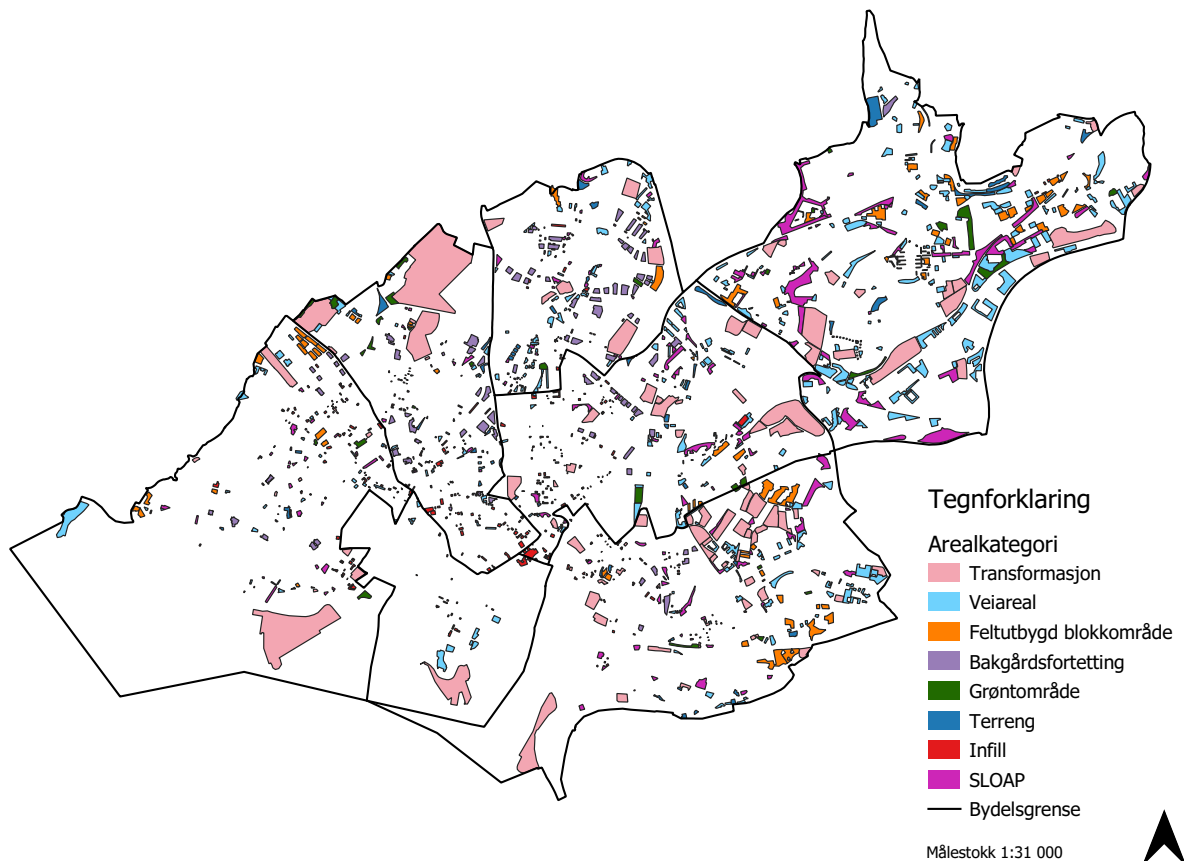 Tegnforklaring
Arealkategori
Transformasjon
Veiareal
Feltutbygd blokkområde
Bakgårdsfortetting
Grøntområde
Terreng
Infill
SLOAP
Bydelsgrense
Målestokk 1:31 000